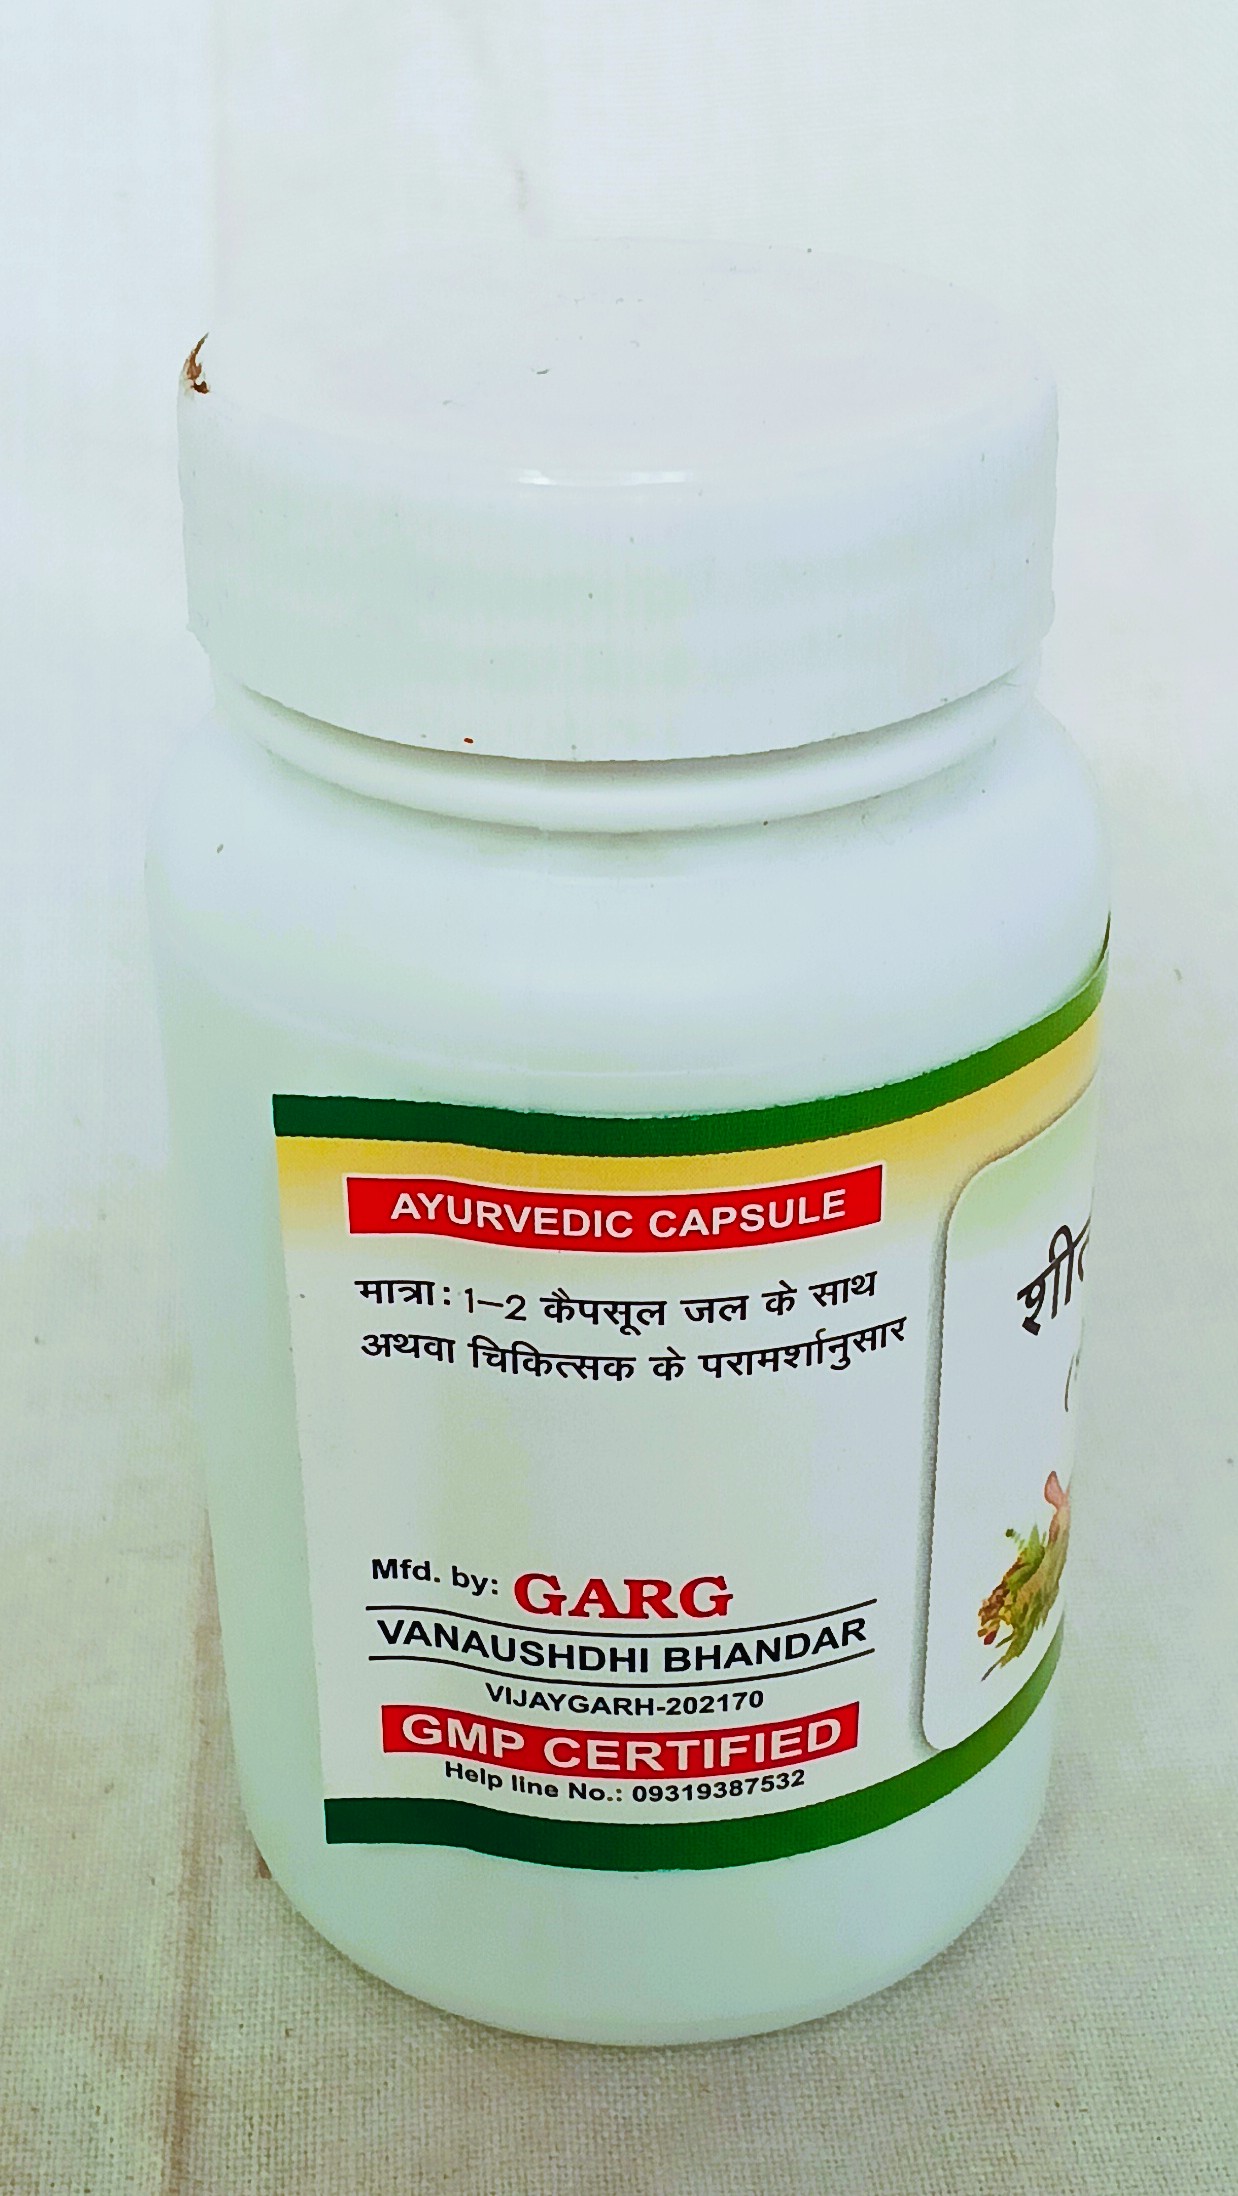 AYURVEDIC CAPSULE
मात्रा: 1–2 कैपसूल जल के साथ
अथवा चिकित्सक के परामर्शानुसार
Mfd. by: GARG
VANAUSHDHI BHANDAR
VIJAYGARH-202170
GMP CERTIFIED
Help line No.: 09319387532